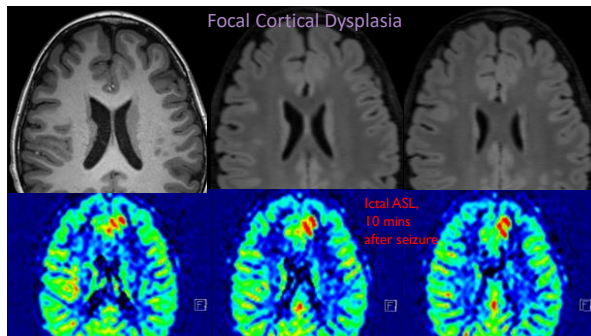 Focal Cortical Dysplasia
Ictal ASL,
10 mins
after seizure
F
F
F